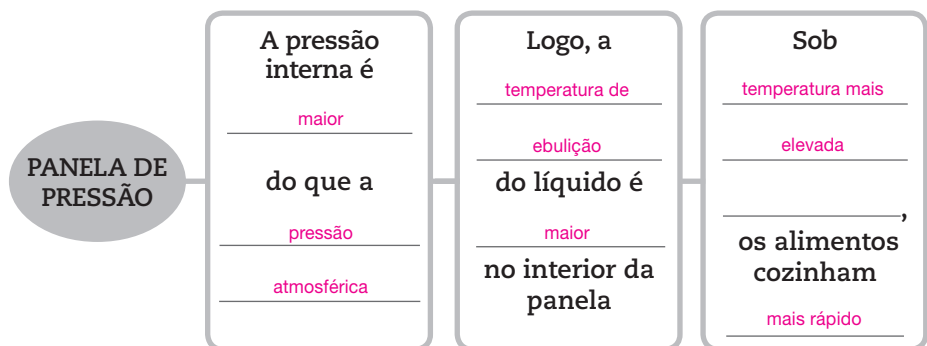 PANELA DE
PRESSÃO
A pressão
interna é
maior
do que a
pressão
atmosférica
Logo, a
temperatura de
ebulição
do líquido é
maior
no interior da
panela
Sob
temperatura mais
elevada
,
os alimentos
cozinham
mais rápido